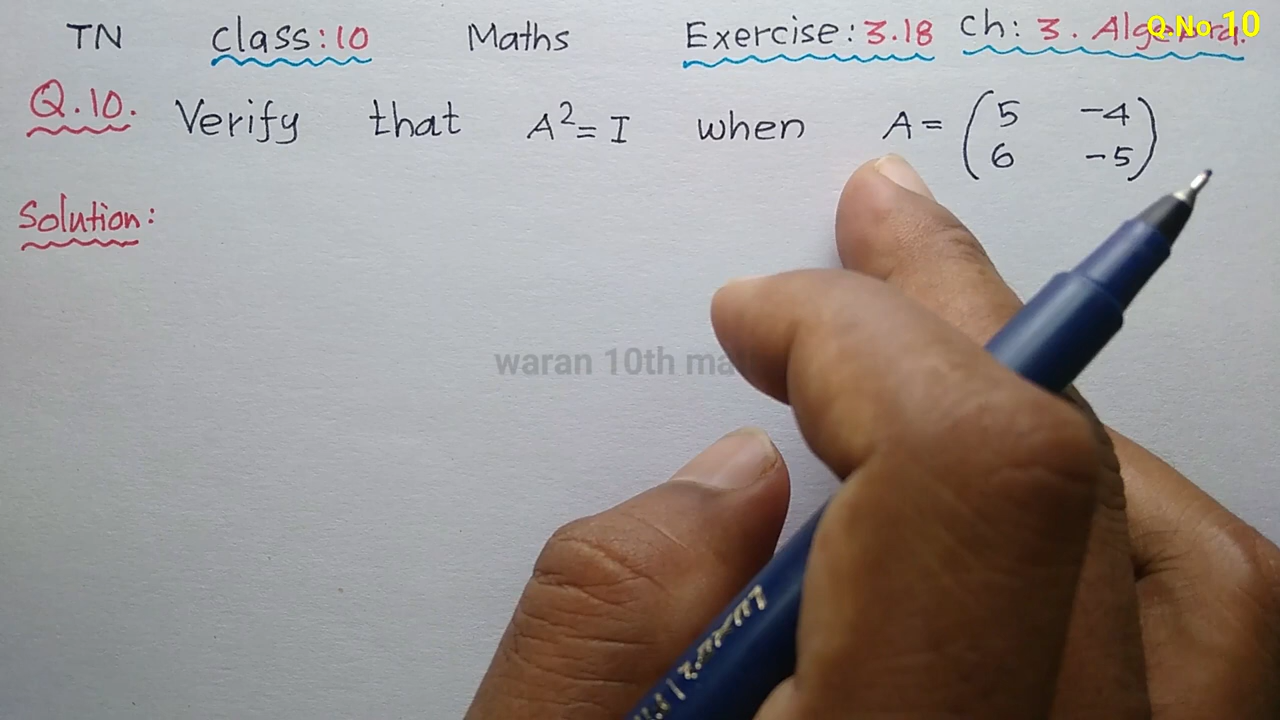 TN class:10 Maths Exercise: 3.18 Ch: 3. Algebra.
Q.No 10
Q.10. Verify that A²= I when A = (5 -4
6 -5)
Solution:
waran 10th ma
LUXOR